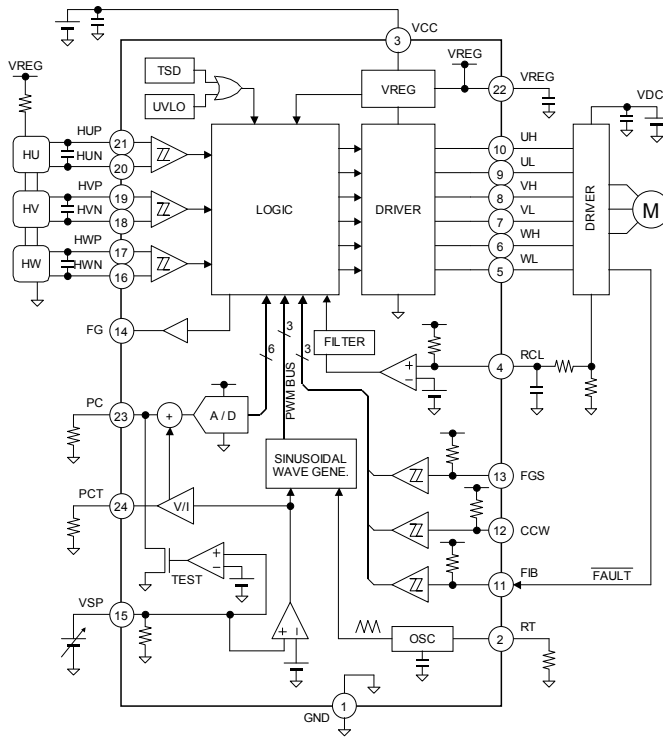 VCC
3
VREG
TSD
VREG
VREG
22
VDC
UVLO
HUP
21
HU
HUN
20
UH
10
UL
9
HVP
19
HV
HVN
18
LOGIC
DRIVER
VH
8
VL
7
DRIVER
M
HWP
17
HW
HWN
16
WH
6
WL
5
FG
14
3
6
3
FILTER
PWM BUS
RCL
4
PC
23
+
A / D
SINUSOIDAL
WAVE GENE.
13
FGS
PCT
24
V/I
12
CCW
TEST
+
−
+
−
FIB
11
FAULT
VSP
15
+
−
OSC
2
RT
GND
1